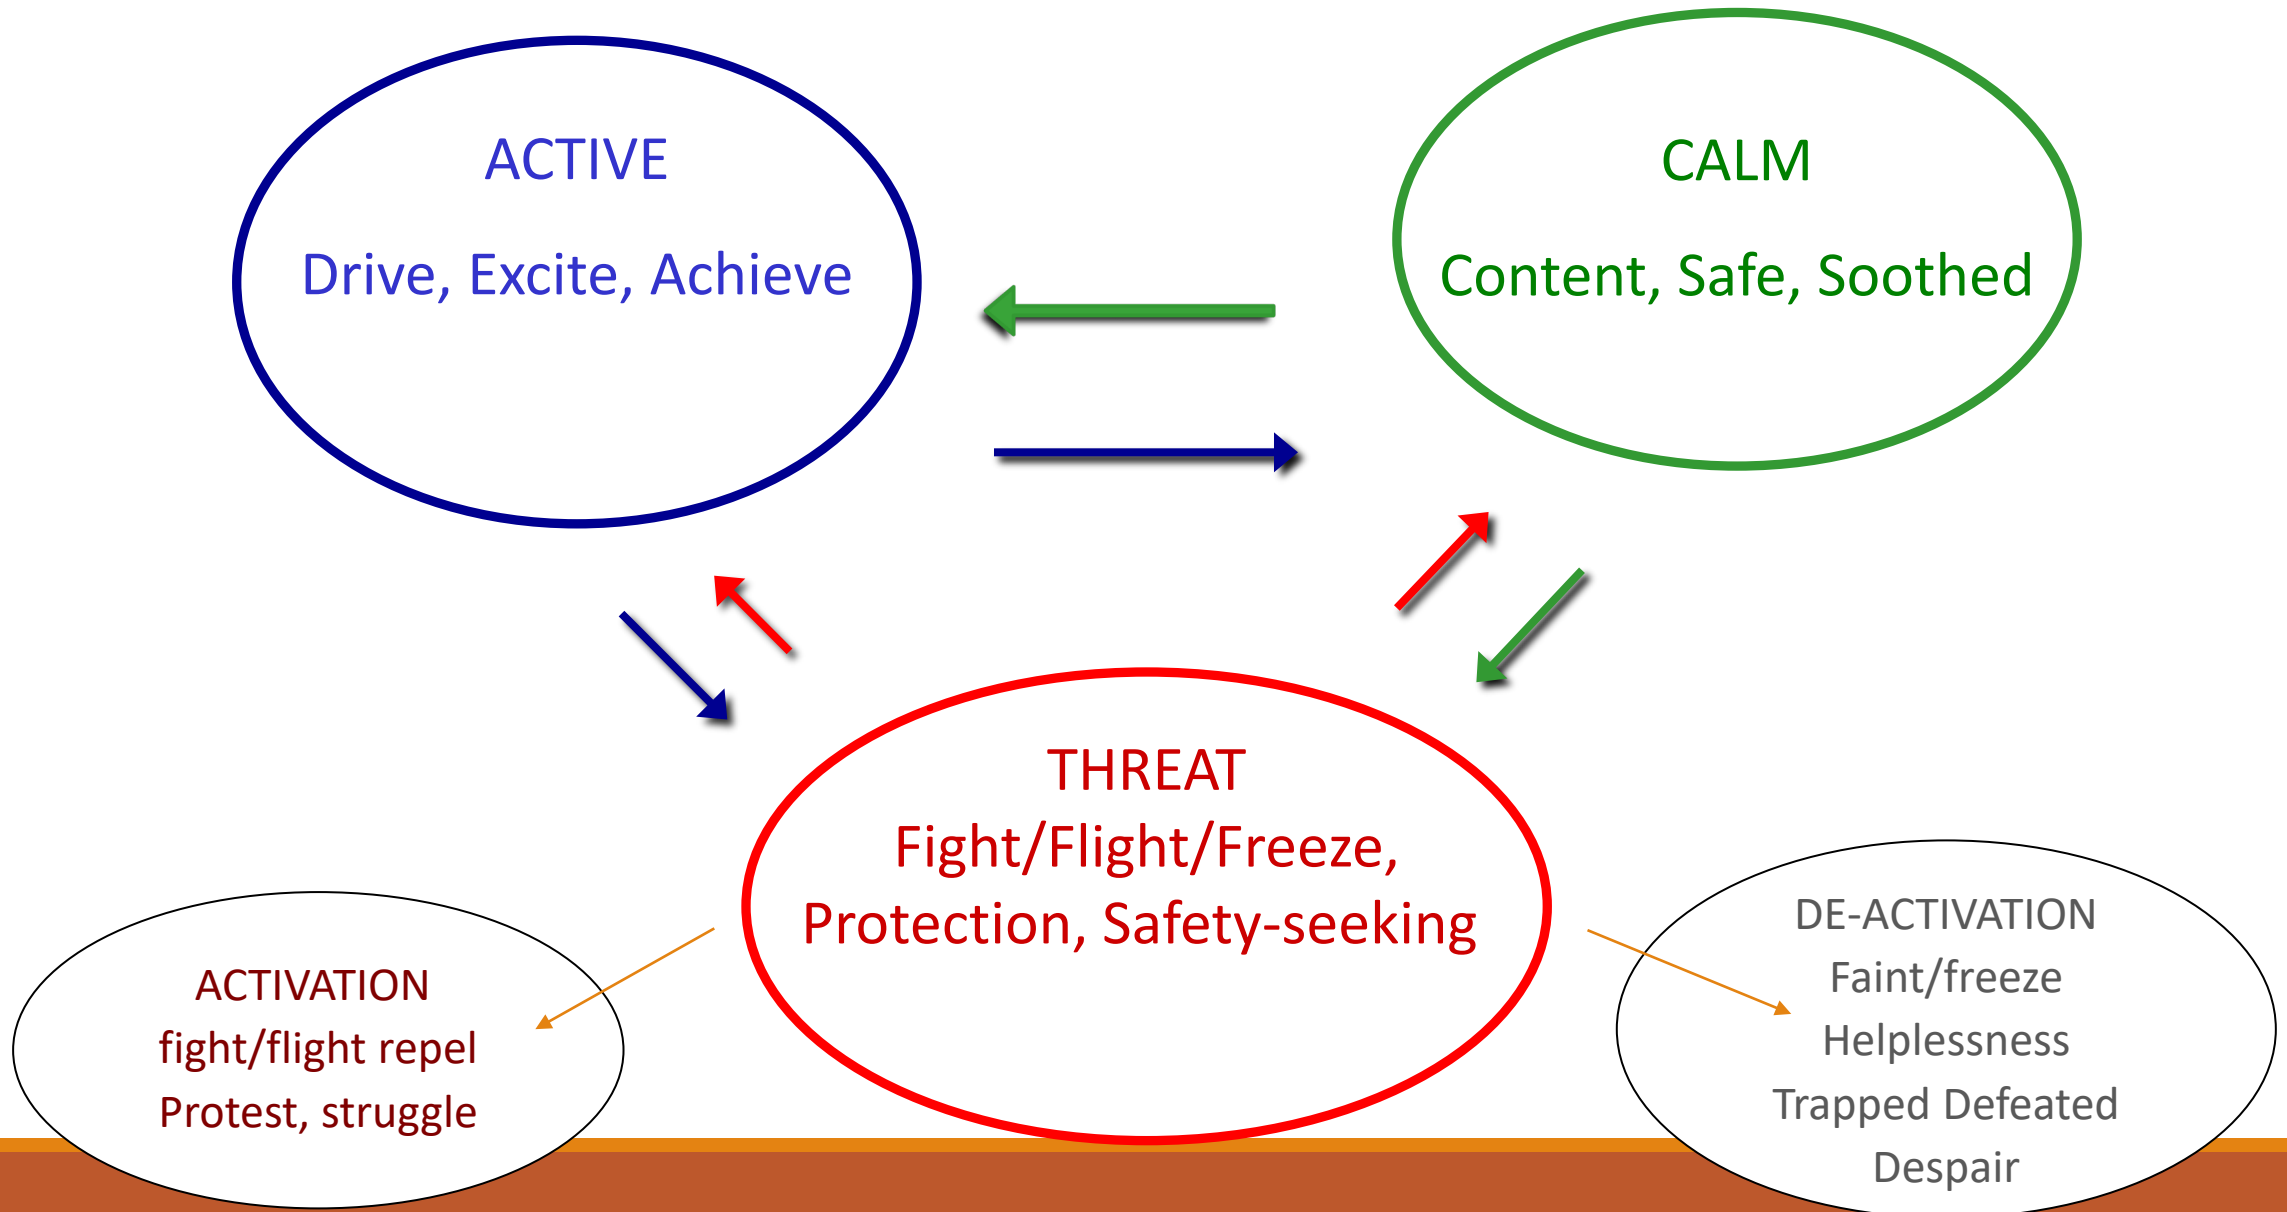 ACTIVE
Drive, Excite, Achieve
CALM
Content, Safe, Soothed
THREAT
Fight/Flight/Freeze,
Protection, Safety-seeking
ACTIVATION
fight/flight repel
Protest, struggle
DE-ACTIVATION
Faint/freeze
Helplessness
Trapped Defeated
Despair